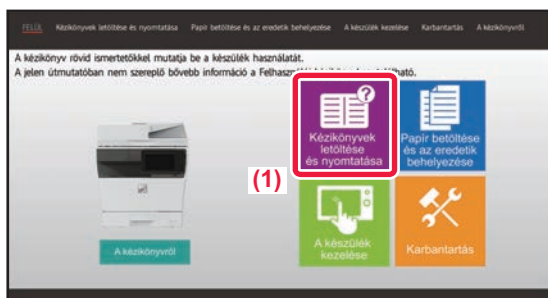 FELÜL Kézikönyvek letöltése és nyomtatása Papír betöltése és az eredetik behelyezése A készülék kezelése Karbantartás A kézikönyvről
A kézikönyv rövid ismertetőkkel mutatja be a készülék használatát.
A jelen útmutatóban nem szereplő bővebb információ a
Kézikönyvek
letöltése
és nyomtatása
Papír betöltése
és az eredetik
behelyezése
(1)
A kézikönyvről
A készülék
kezelése
Karbantartás